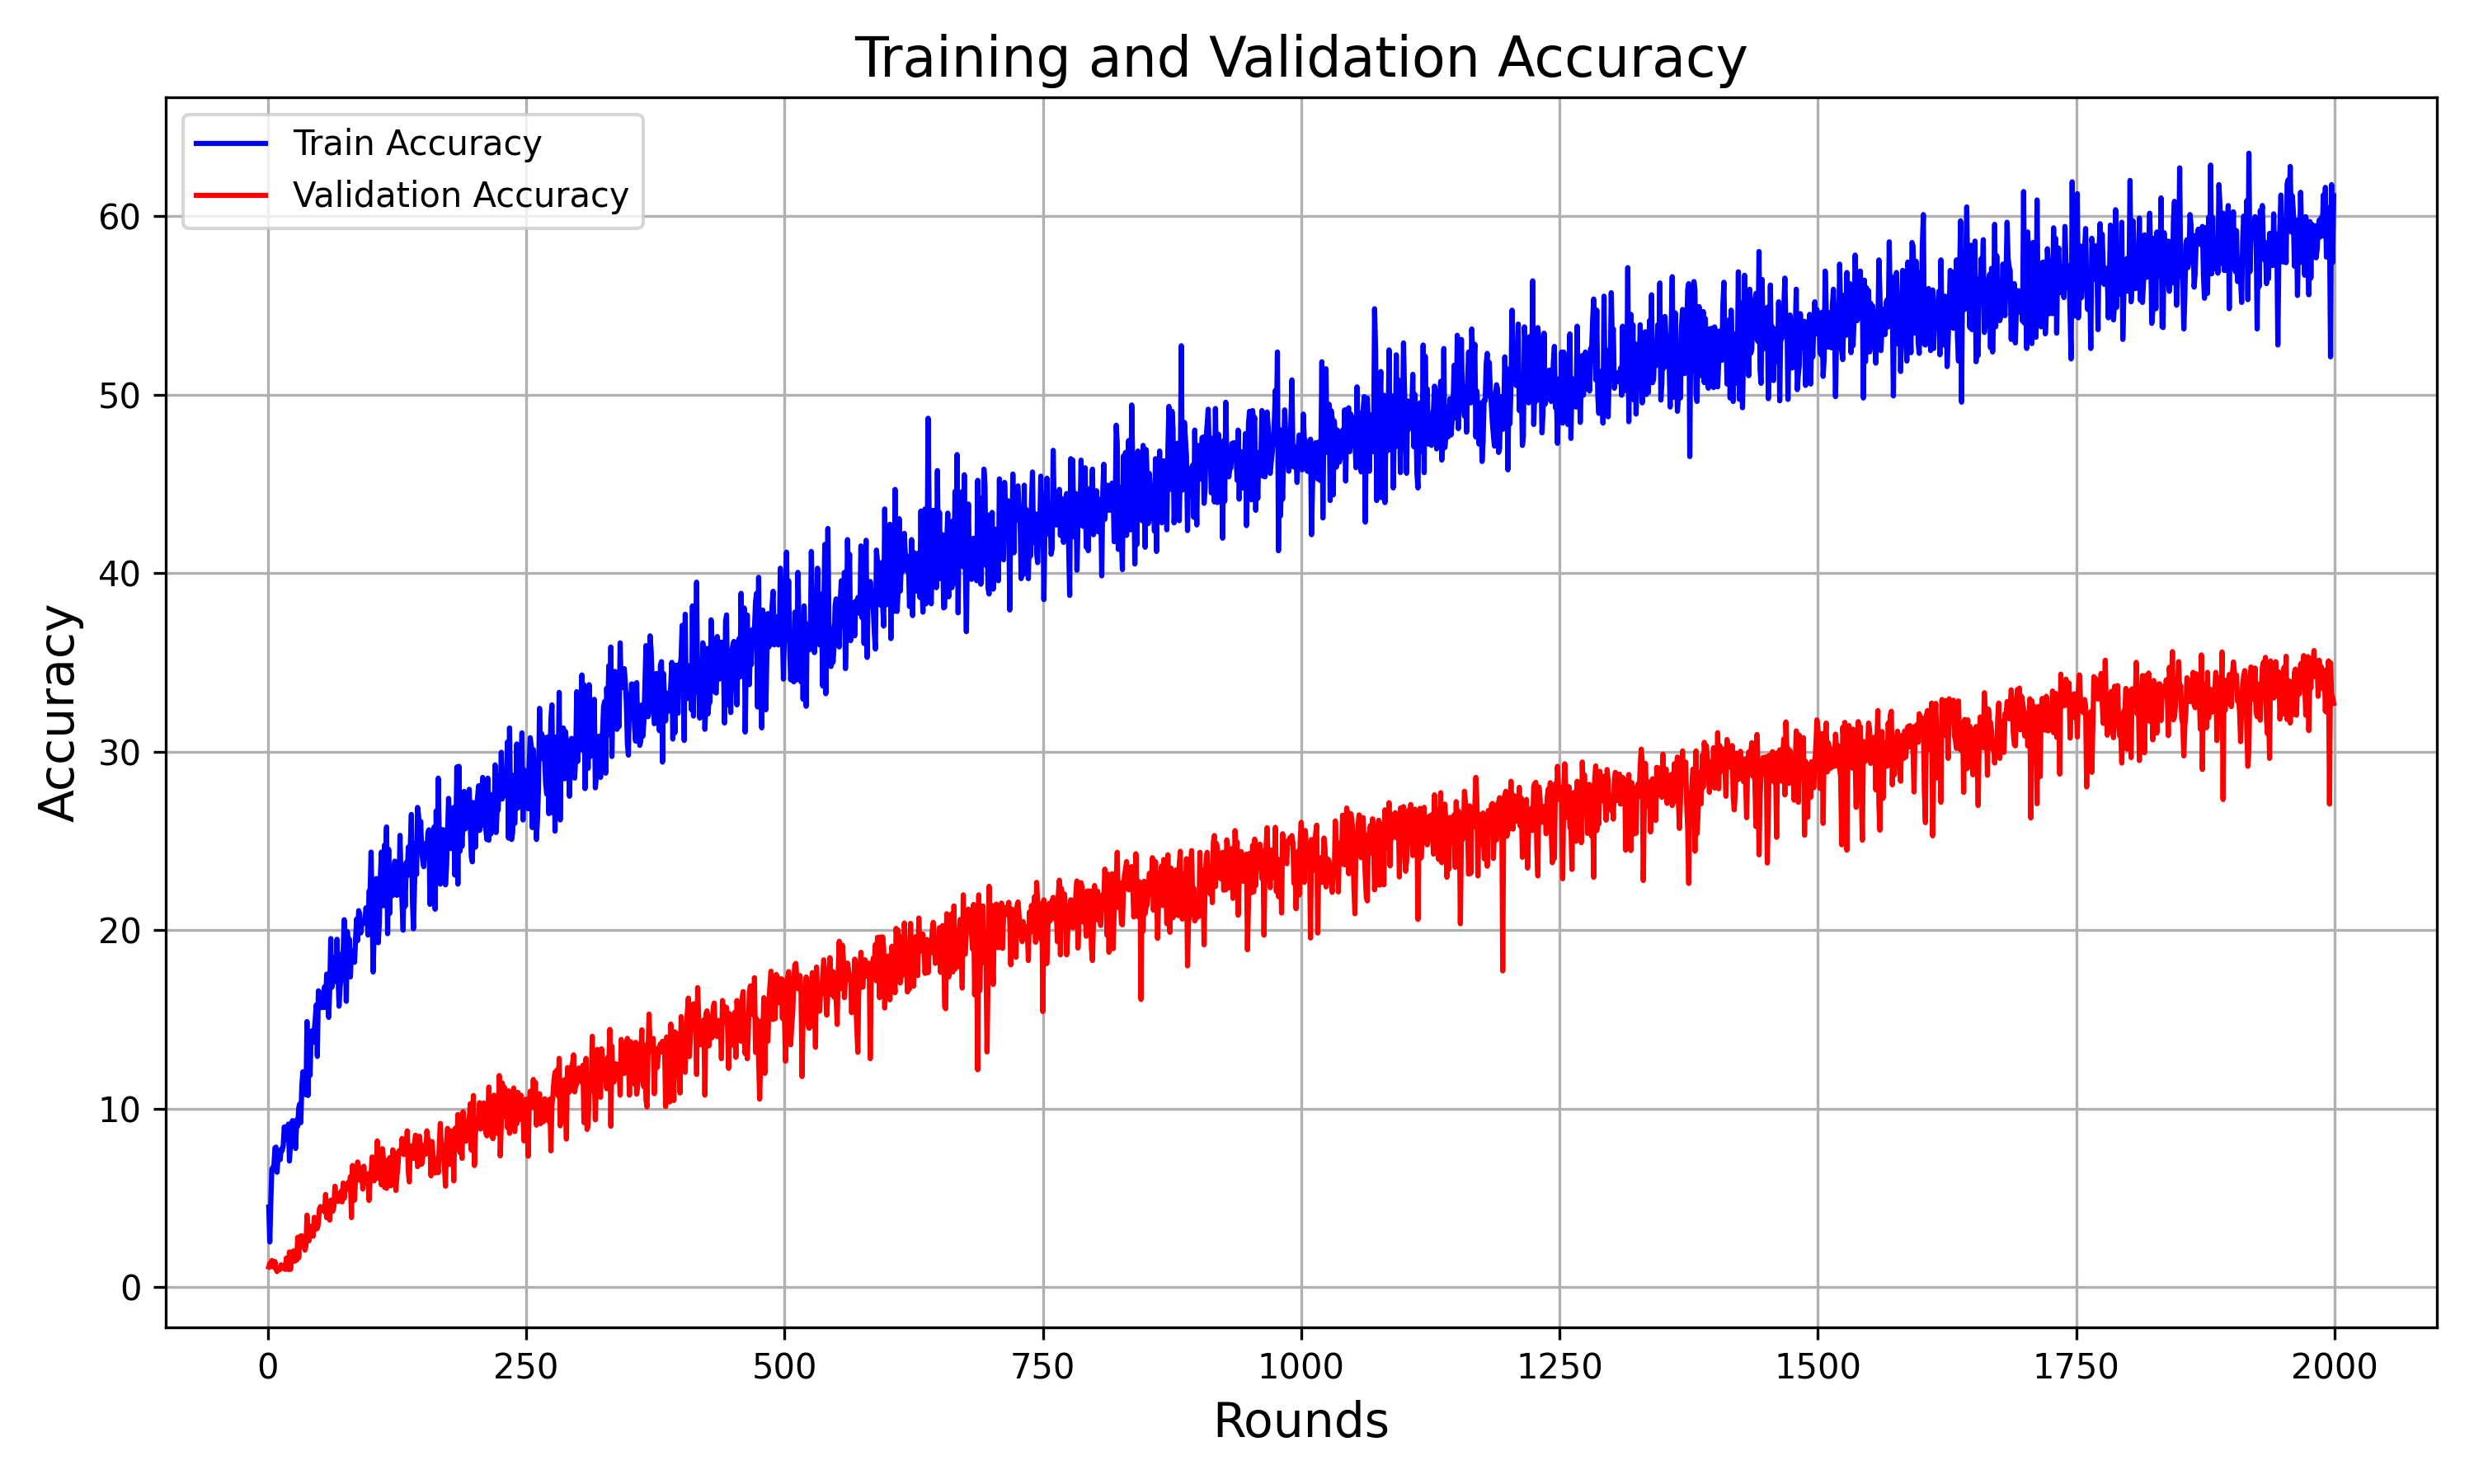 Training and Validation Accuracy
Train Accuracy
Validation Accuracy
Accuracy
60
50
40
30
20
10
0
0 250 500 750 1000 1250 1500 1750 2000
Rounds